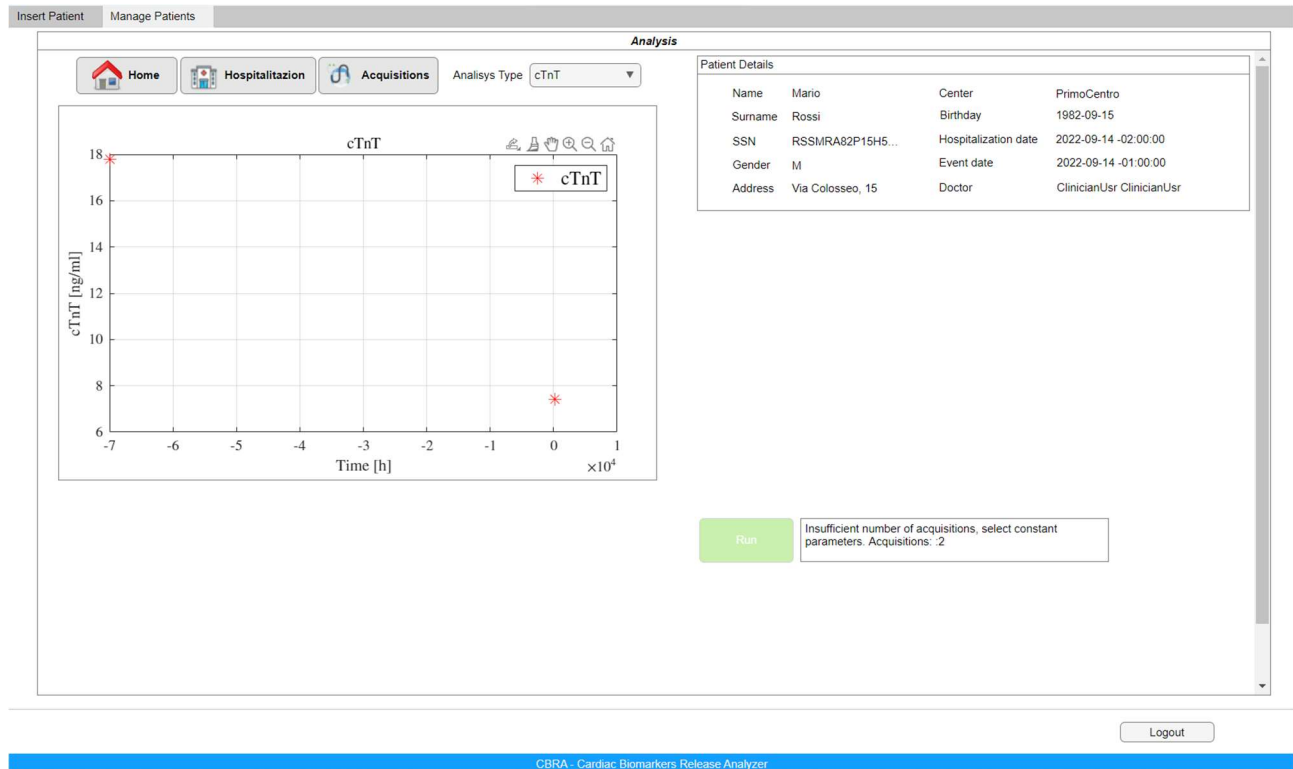 Insert Patient Manage Patients
Analysis
Home Hospitalitazion Acquisitions Analisys Type cTnT
Patient Details
Name Mario Center PrimoCentro
Surname Rossi Birthday 1982-09-15
SSN RSSMRA82P15H5... Hospitalization date 2022-09-14 -02:00:00
Gender M Event date 2022-09-14 -01:00:00
Address Via Colosseo, 15 Doctor ClinicianUsr ClinicianUsr
cTnT
cTnT
18
16
14
12
10
8
6
cTnT [ng/ml]
-7 -6 -5 -4 -3 -2 -1 0 1
Time [h] ×10⁴
Run
Insufficient number of acquisitions, select constant
parameters. Acquisitions: :2
Logout
CBRA - Cardiac Biomarkers Release Analyzer